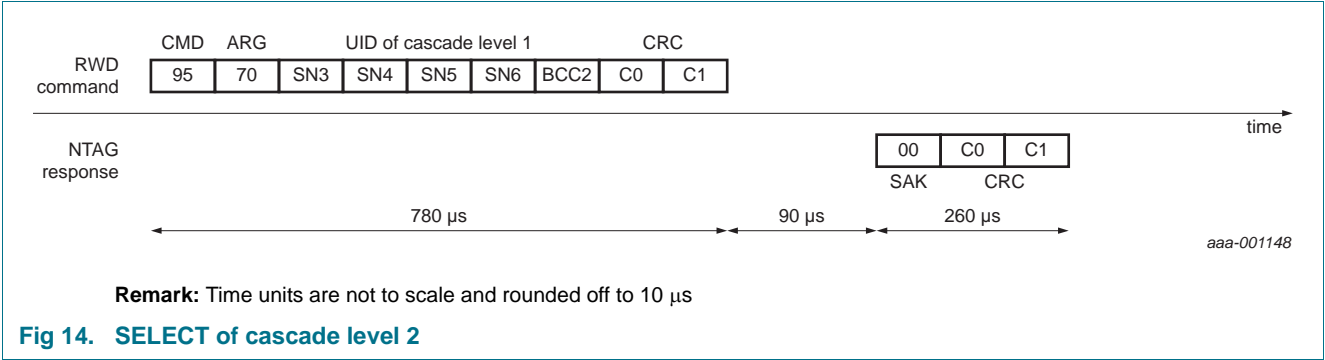 CMD ARG UID of cascade level 1 CRC
RWD command
95 70 SN3 SN4 SN5 SN6 BCC2 C0 C1
time
NTAG response
00 C0 C1
SAK CRC
780 µs 90 µs 260 µs
aaa-001148
Remark: Time units are not to scale and rounded off to 10 μs
Fig 14. SELECT of cascade level 2